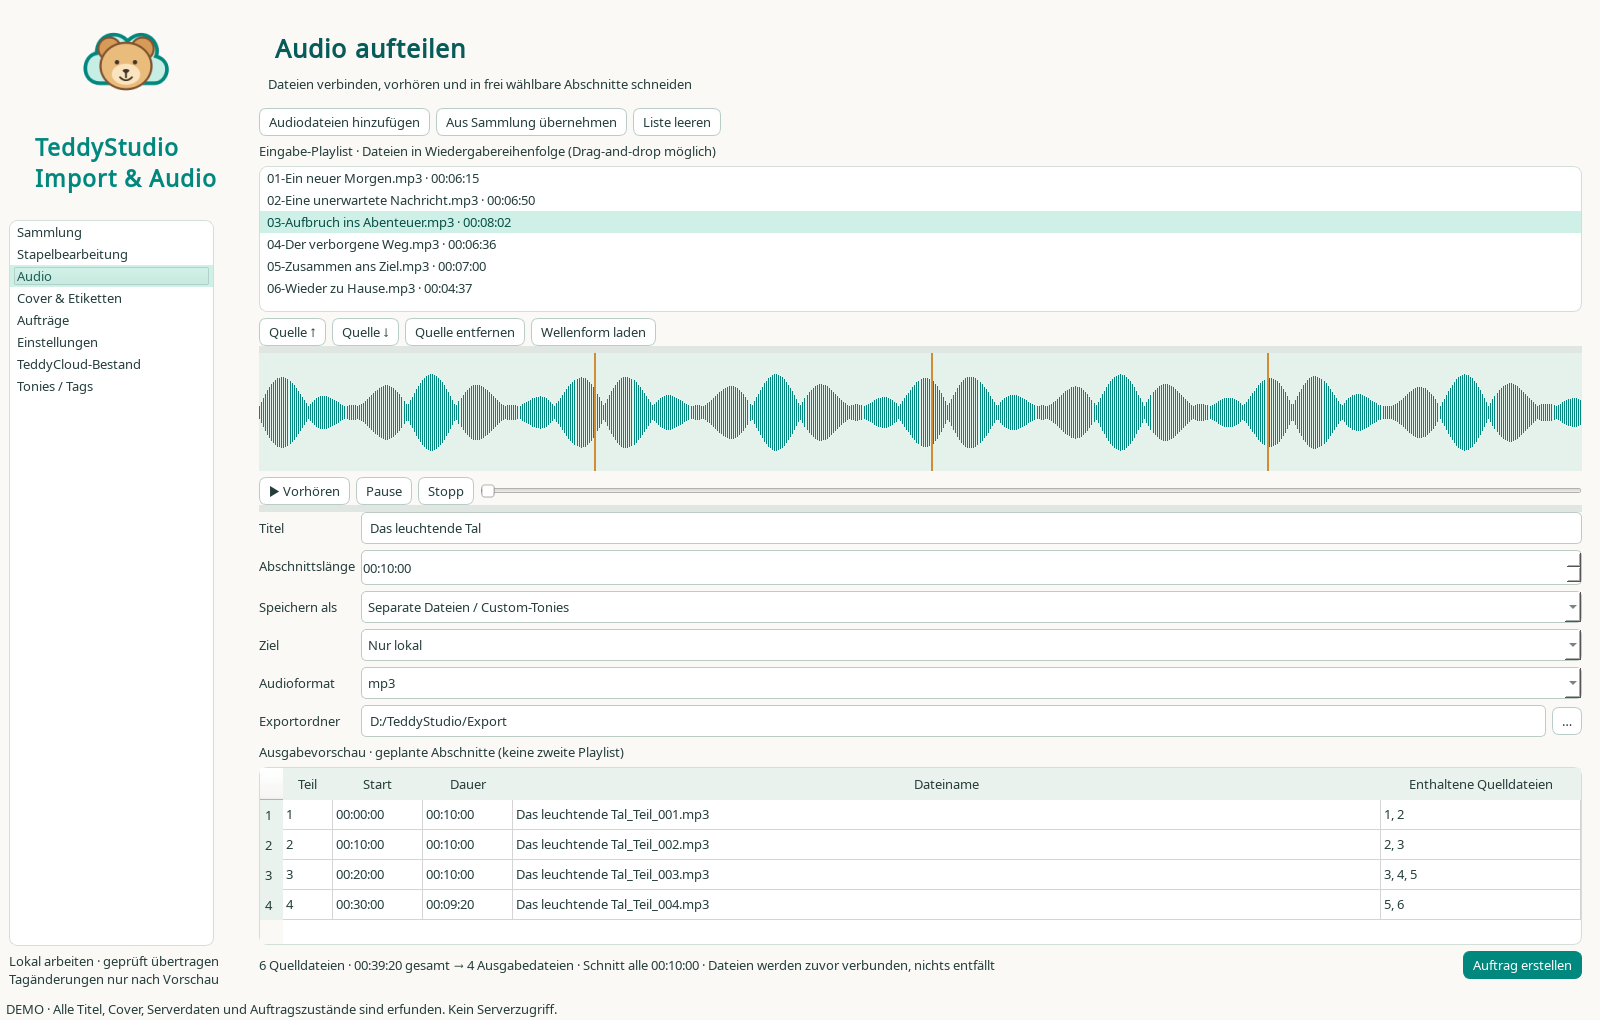 TeddyStudio
Import & Audio
Sammlung
Stapelbearbeitung
Audio
Cover & Etiketten
Aufträge
Einstellungen
TeddyCloud-Bestand
Tonies / Tags
Lokal arbeiten · geprüft übertragen
Tagänderungen nur nach Vorschau
Audio aufteilen
Dateien verbinden, vorhören und in frei wählbare Abschnitte schneiden
Audiodateien hinzufügen Aus Sammlung übernehmen Liste leeren
Eingabe-Playlist · Dateien in Wiedergabereihenfolge (Drag-and-drop möglich)
01-Ein neuer Morgen.mp3 · 00:06:15
02-Eine unerwartete Nachricht.mp3 · 00:06:50
03-Aufbruch ins Abenteuer.mp3 · 00:08:02
04-Der verborgene Weg.mp3 · 00:06:36
05-Zusammen ans Ziel.mp3 · 00:07:00
06-Wieder zu Hause.mp3 · 00:04:37
Quelle ↑ Quelle ↓ Quelle entfernen Wellenform laden
▶ Vorhören Pause Stopp
Titel Das leuchtende Tal
Abschnittslänge 00:10:00
Speichern als Separate Dateien / Custom-Tonies
Ziel Nur lokal
Audioformat mp3
Exportordner D:/TeddyStudio/Export ...
Ausgabevorschau · geplante Abschnitte (keine zweite Playlist)
Teil Start Dauer Dateiname Enthaltene Quelldateien
1 1 00:00:00 00:10:00 Das leuchtende Tal_Teil_001.mp3 1, 2
2 2 00:10:00 00:10:00 Das leuchtende Tal_Teil_002.mp3 2, 3
3 3 00:20:00 00:10:00 Das leuchtende Tal_Teil_003.mp3 3, 4, 5
4 4 00:30:00 00:09:20 Das leuchtende Tal_Teil_004.mp3 5, 6
6 Quelldateien · 00:39:20 gesamt → 4 Ausgabedateien · Schnitt alle 00:10:00 · Dateien werden zuvor verbunden, nichts entfällt
Auftrag erstellen
DEMO · Alle Titel, Cover, Serverdaten und Auftragszustände sind erfunden. Kein Serverzugriff.